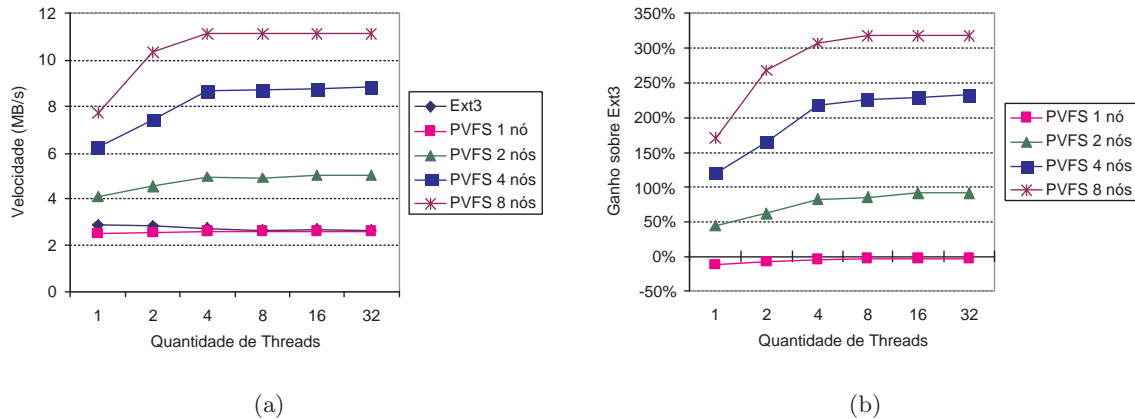 12
10
8
6
4
2
0
Velocidade (MB/s)
1 2 4 8 16 32
Quantidade de Threads
Ext3
PVFS 1 nó
PVFS 2 nós
PVFS 4 nós
PVFS 8 nós
(a)
350%
300%
250%
200%
150%
100%
50%
0%
-50%
Ganho sobre Ext3
1 2 4 8 16 32
Quantidade de Threads
PVFS 1 nó
PVFS 2 nós
PVFS 4 nós
PVFS 8 nós
(b)